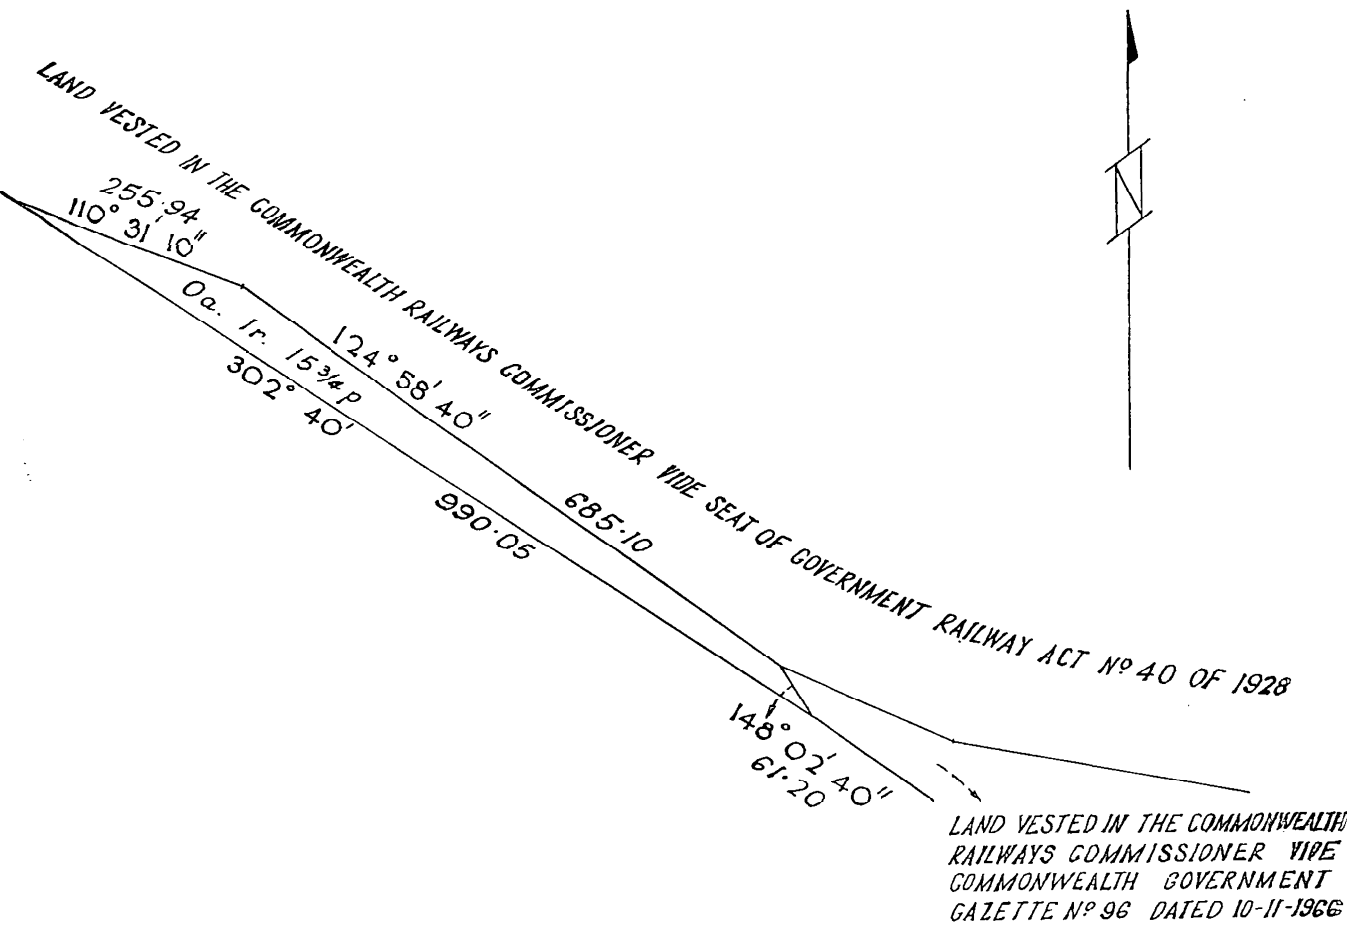 LAND VESTED IN THE COMMONWEALTH RAILWAYS COMMISSIONER VIDE SEAT OF GOVERNMENT RAILWAY ACT Nº 40 OF 1928
N
255·94
110° 31' 10"
0a. 1r. 15¾p
302° 40'
124° 58' 40"
990·05
685·10
148° 02' 40"
61·20
LAND VESTED IN THE COMMONWEALTH
RAILWAYS COMMISSIONER VIDE
COMMONWEALTH GOVERNMENT
GAZETTE Nº 96 DATED 10-11-1966